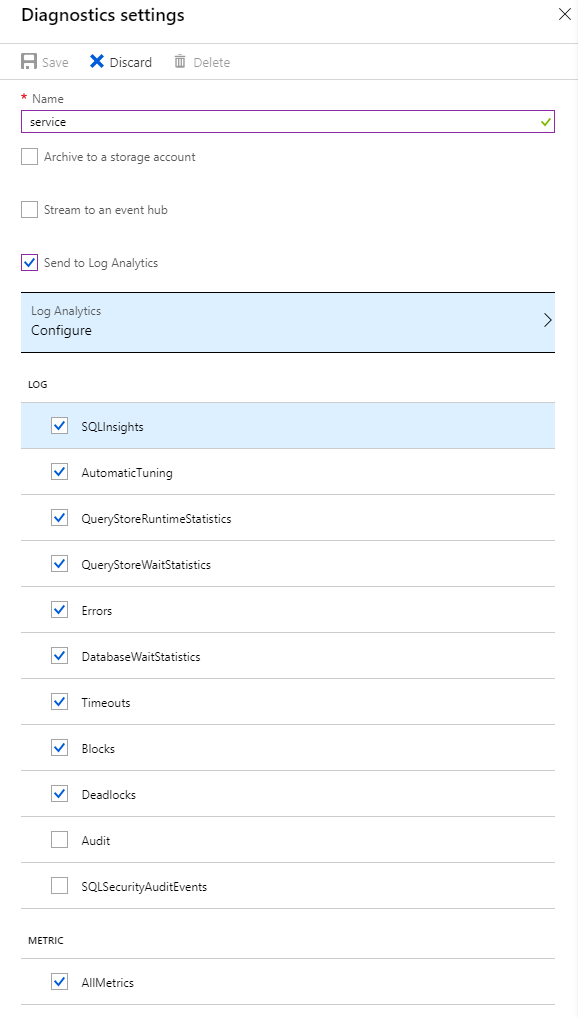 Diagnostics settings
Save Discard Delete
* Name
service
Archive to a storage account
Stream to an event hub
Send to Log Analytics
Log Analytics
Configure
LOG
SQLInsights
AutomaticTuning
QueryStoreRuntimeStatistics
QueryStoreWaitStatistics
Errors
DatabaseWaitStatistics
Timeouts
Blocks
Deadlocks
Audit
SQLSecurityAuditEvents
METRIC
AllMetrics